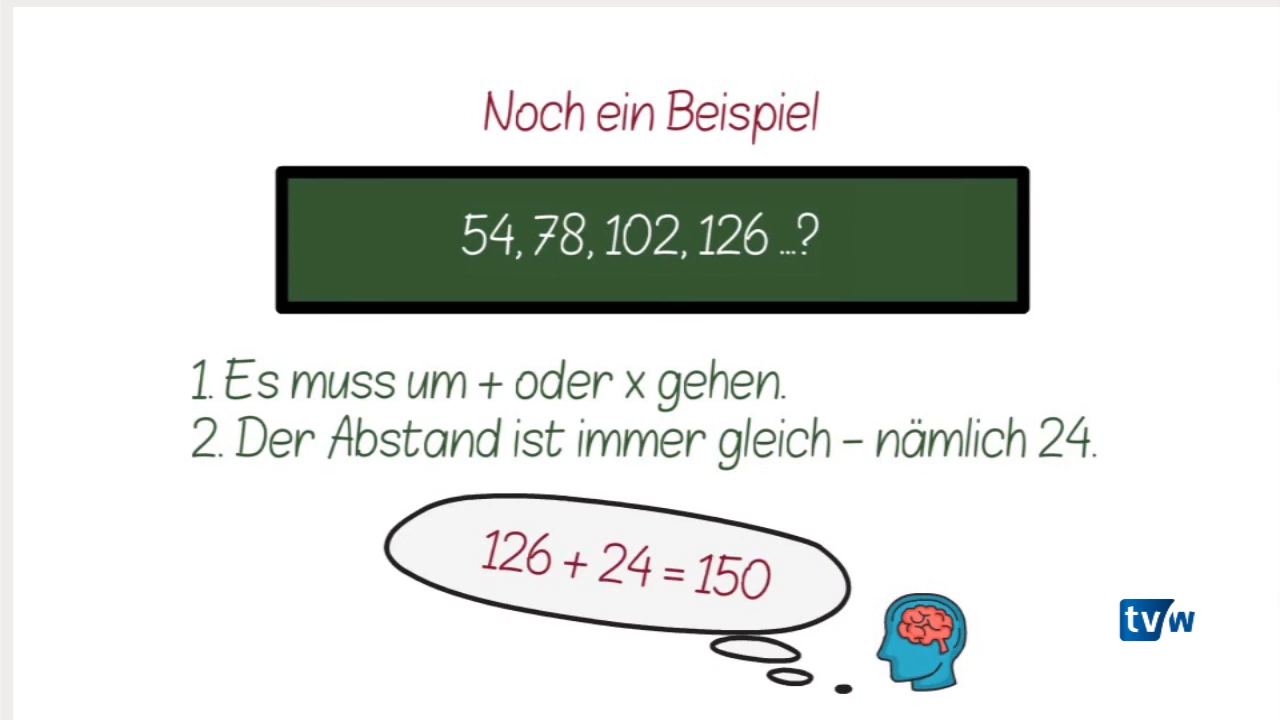 Noch ein Beispiel
54, 78, 102, 126 ...?
1. Es muss um + oder x gehen.
2. Der Abstand ist immer gleich – nämlich 24.
126 + 24 = 150
tvw